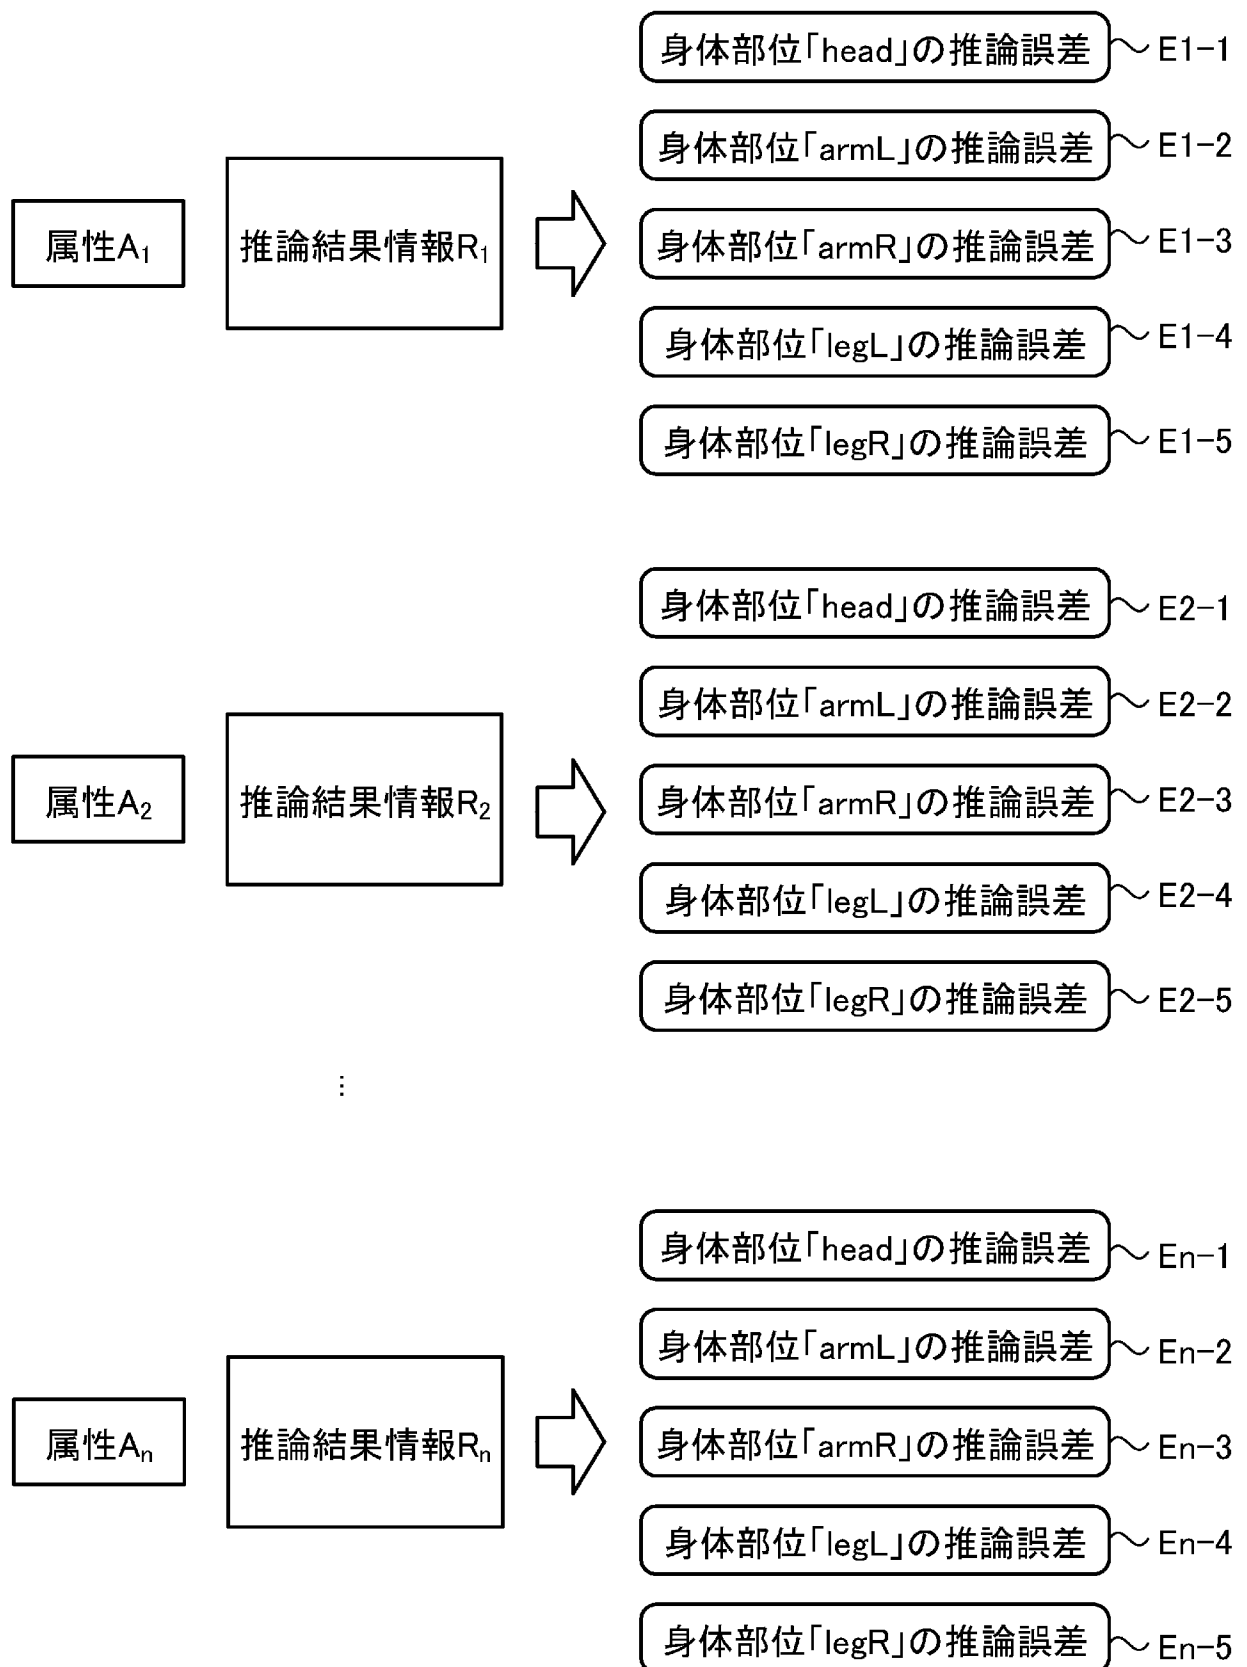 身体部位「head」の推論誤差 E1-1
身体部位「armL」の推論誤差 E1-2
属性A₁ 推論結果情報R₁ 身体部位「armR」の推論誤差 E1-3
身体部位「legL」の推論誤差 E1-4
身体部位「legR」の推論誤差 E1-5
身体部位「head」の推論誤差 E2-1
身体部位「armL」の推論誤差 E2-2
属性A₂ 推論結果情報R₂ 身体部位「armR」の推論誤差 E2-3
身体部位「legL」の推論誤差 E2-4
身体部位「legR」の推論誤差 E2-5
⋮
身体部位「head」の推論誤差 En-1
身体部位「armL」の推論誤差 En-2
属性Aₙ 推論結果情報Rₙ 身体部位「armR」の推論誤差 En-3
身体部位「legL」の推論誤差 En-4
身体部位「legR」の推論誤差 En-5